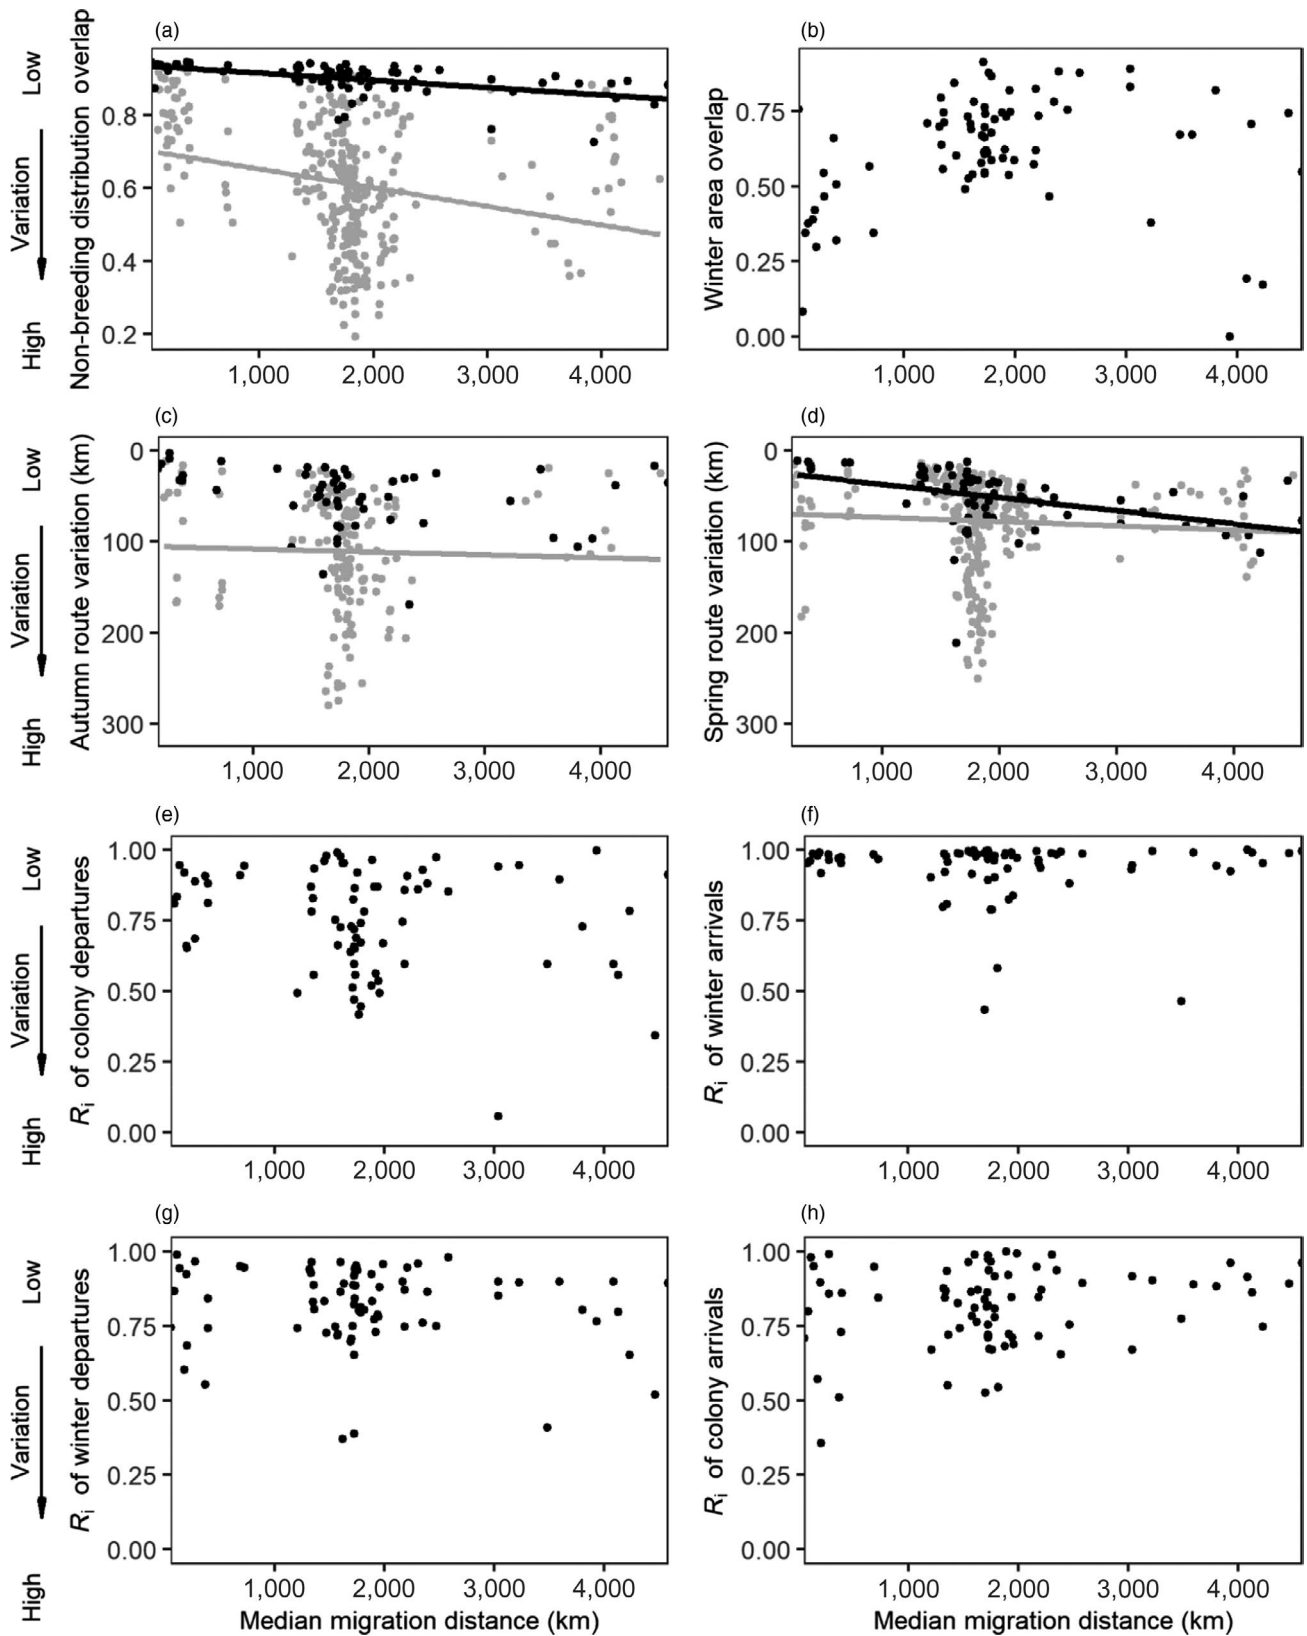 (a)
Low
Variation
High
Non-breeding distribution overlap
0.8
0.6
0.4
0.2
1,000 2,000 3,000 4,000
(b)
Winter area overlap
0.75
0.50
0.25
0.00
1,000 2,000 3,000 4,000
(c)
Low
Variation
High
Autumn route variation (km)
0
100
200
300
1,000 2,000 3,000 4,000
(d)
Spring route variation (km)
0
100
200
300
1,000 2,000 3,000 4,000
(e)
Low
Variation
High
Ri of colony departures
1.00
0.75
0.50
0.25
0.00
1,000 2,000 3,000 4,000
(f)
Ri of winter arrivals
1.00
0.75
0.50
0.25
0.00
1,000 2,000 3,000 4,000
(g)
Low
Variation
High
Ri of winter departures
1.00
0.75
0.50
0.25
0.00
1,000 2,000 3,000 4,000
Median migration distance (km)
(h)
Ri of colony arrivals
1.00
0.75
0.50
0.25
0.00
1,000 2,000 3,000 4,000
Median migration distance (km)